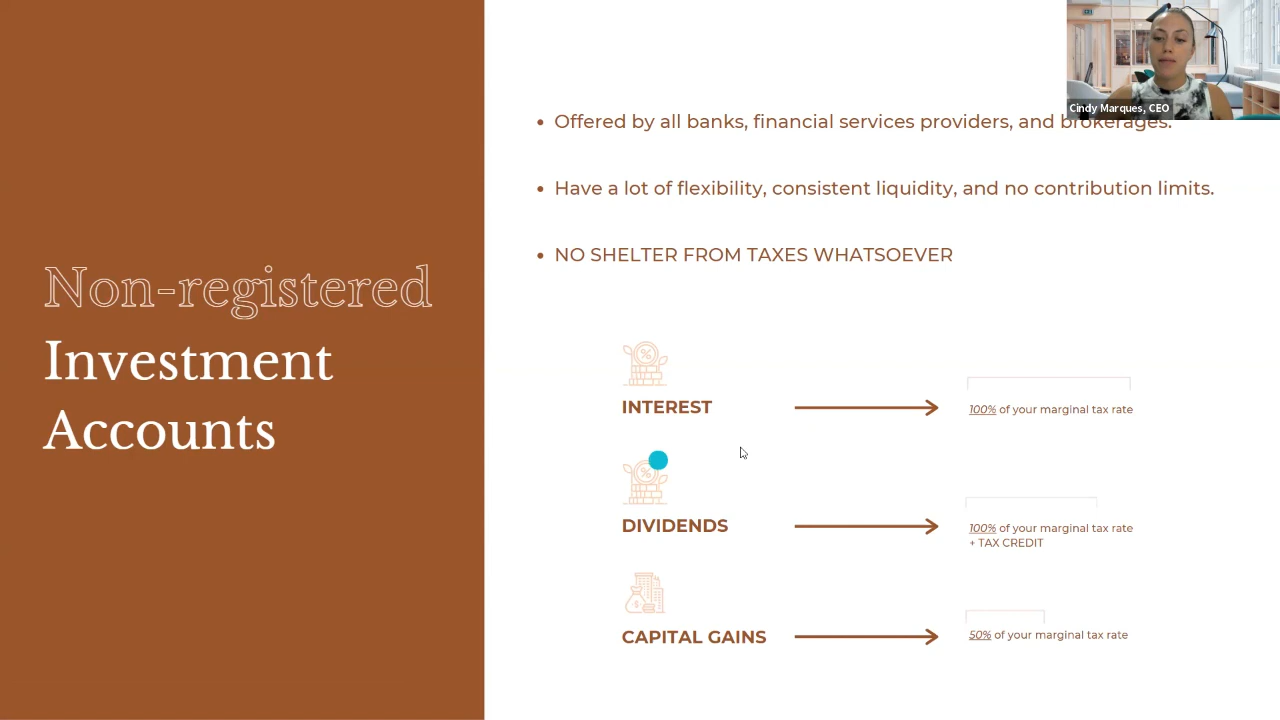 Non-registered
Investment
Accounts
Cindy Marques, CEO
• Offered by all banks, financial services providers, and brokerages.
• Have a lot of flexibility, consistent liquidity, and no contribution limits.
• NO SHELTER FROM TAXES WHATSOEVER
INTEREST
100% of your marginal tax rate
DIVIDENDS
100% of your marginal tax rate
+ TAX CREDIT
CAPITAL GAINS
50% of your marginal tax rate